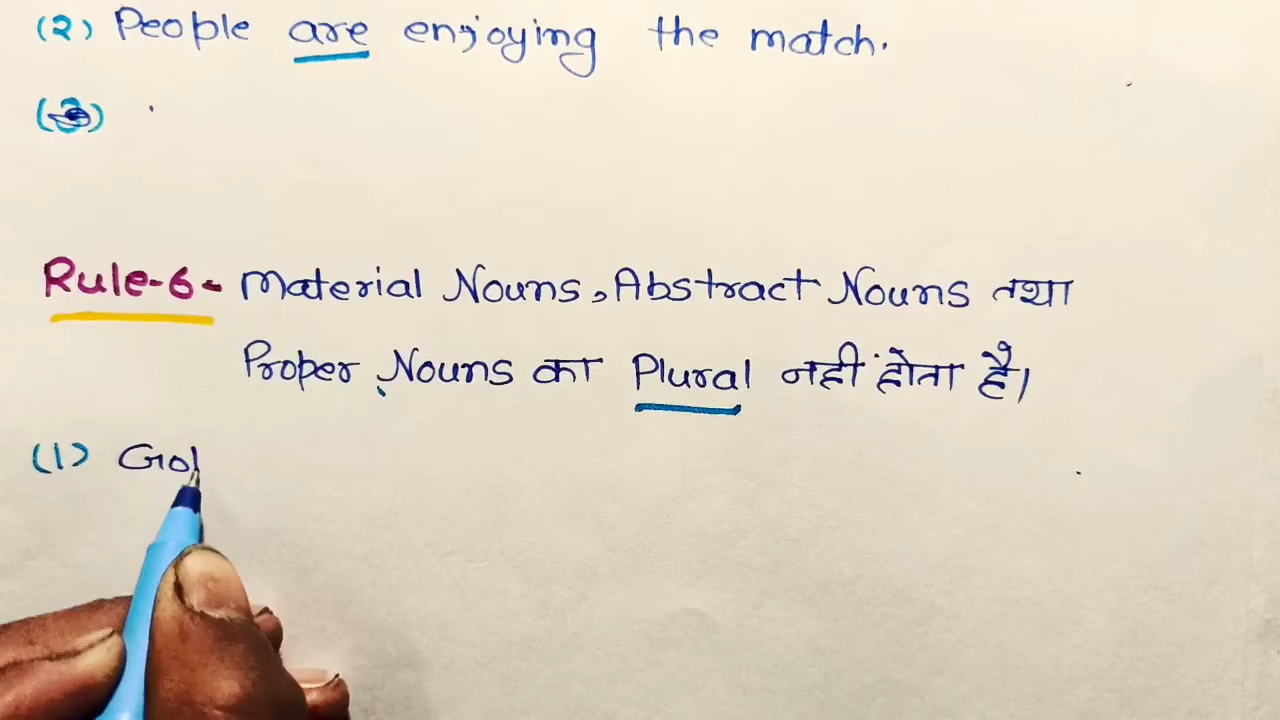 (2) People are enjoying the match.
(3)
Rule-6- Material Nouns, Abstract Nouns तथा
Proper Nouns का Plural नहीं होता है।
(1) Gol